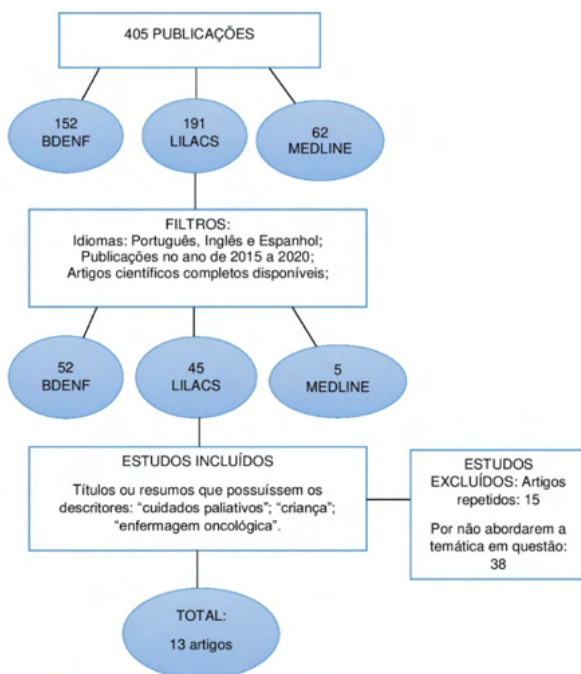 405 PUBLICAÇÕES
152
BDENF
191
LILACS
62
MEDLINE
FILTROS:
Idiomas: Português, Inglês e Espanhol;
Publicações no ano de 2015 a 2020;
Artigos científicos completos disponíveis;
52
BDENF
45
LILACS
5
MEDLINE
ESTUDOS INCLUÍDOS
Títulos ou resumos que possuíssem os
descritores: “cuidados paliativos”; “criança”;
“enfermagem oncológica”.
ESTUDOS
EXCLUÍDOS: Artigos
repetidos: 15
Por não abordarem a
temática em questão:
38
TOTAL:
13 artigos